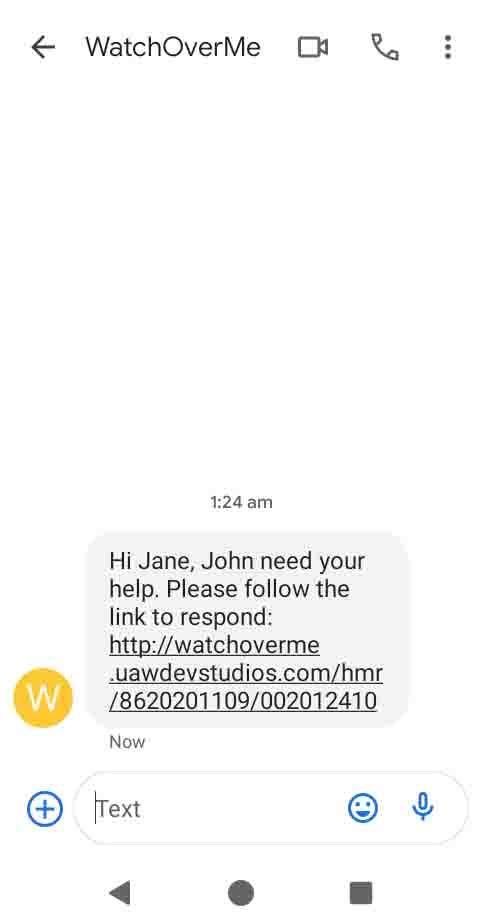 WatchOverMe
1:24 am
Hi Jane, John need your
help. Please follow the
link to respond:
http://watchoverme
.uawdevstudios.com/hmr
/8620201109/002012410
W
Now
Text